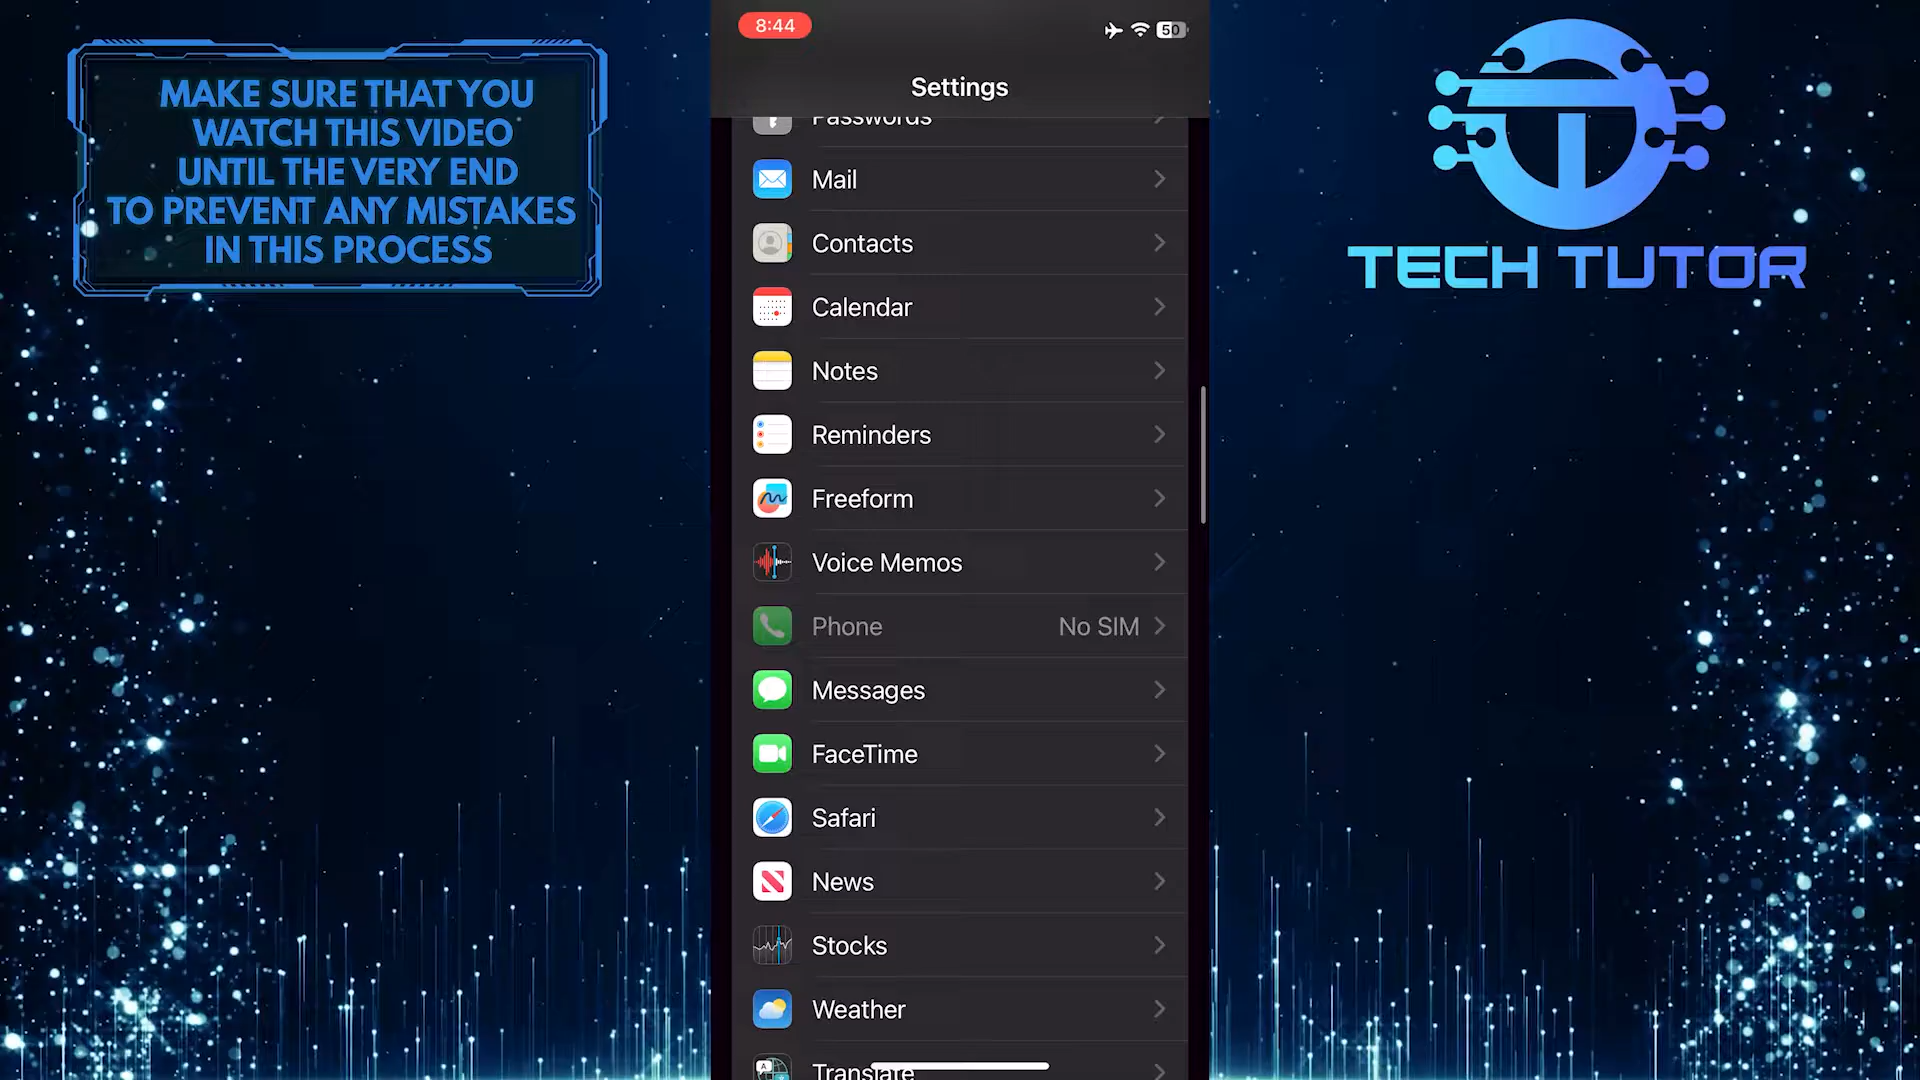 MAKE SURE THAT YOU
WATCH THIS VIDEO
UNTIL THE VERY END
TO PREVENT ANY MISTAKES
IN THIS PROCESS
8:44
50
Settings
Passwords
Mail
Contacts
Calendar
Notes
Reminders
Freeform
Voice Memos
Phone No SIM
Messages
FaceTime
Safari
News
Stocks
Weather
Translate
TECH TUTOR